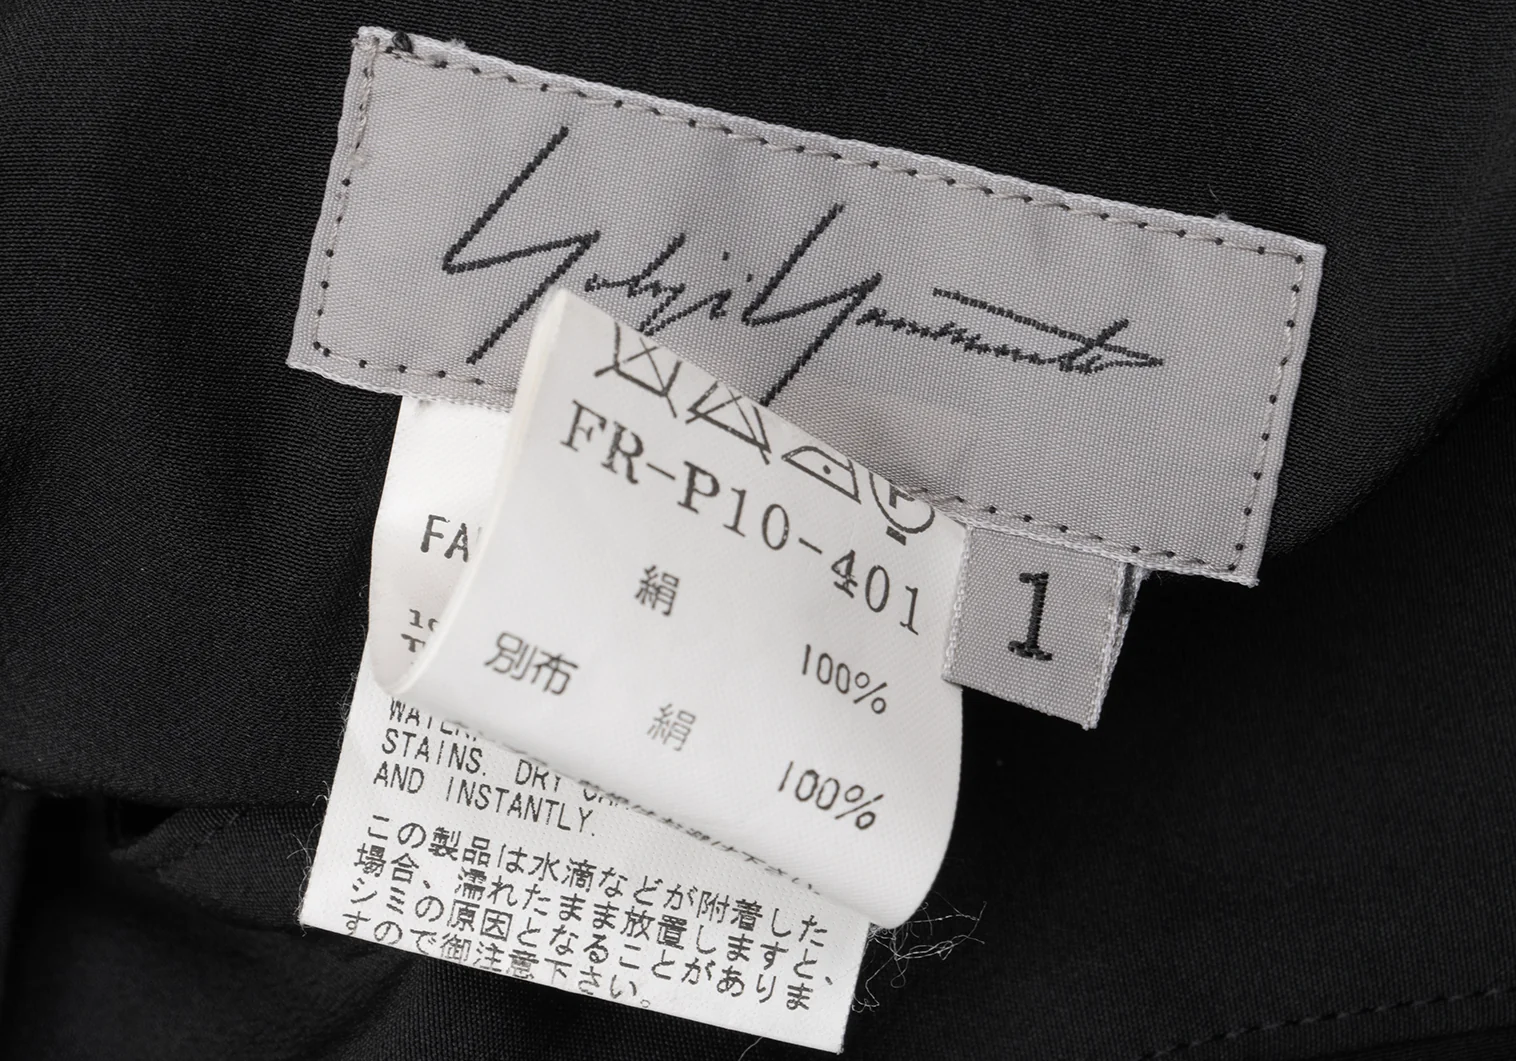 Yohji Yamamoto
FR-P10-401
絹 100%
別布 絹 100%
1
FA
STAINS. DRY
AND INSTANTLY.
この製品は水滴などが附着した
場合、濡れたまま放置しますと、
シミの原因となることがありま
すので御注意下さい。